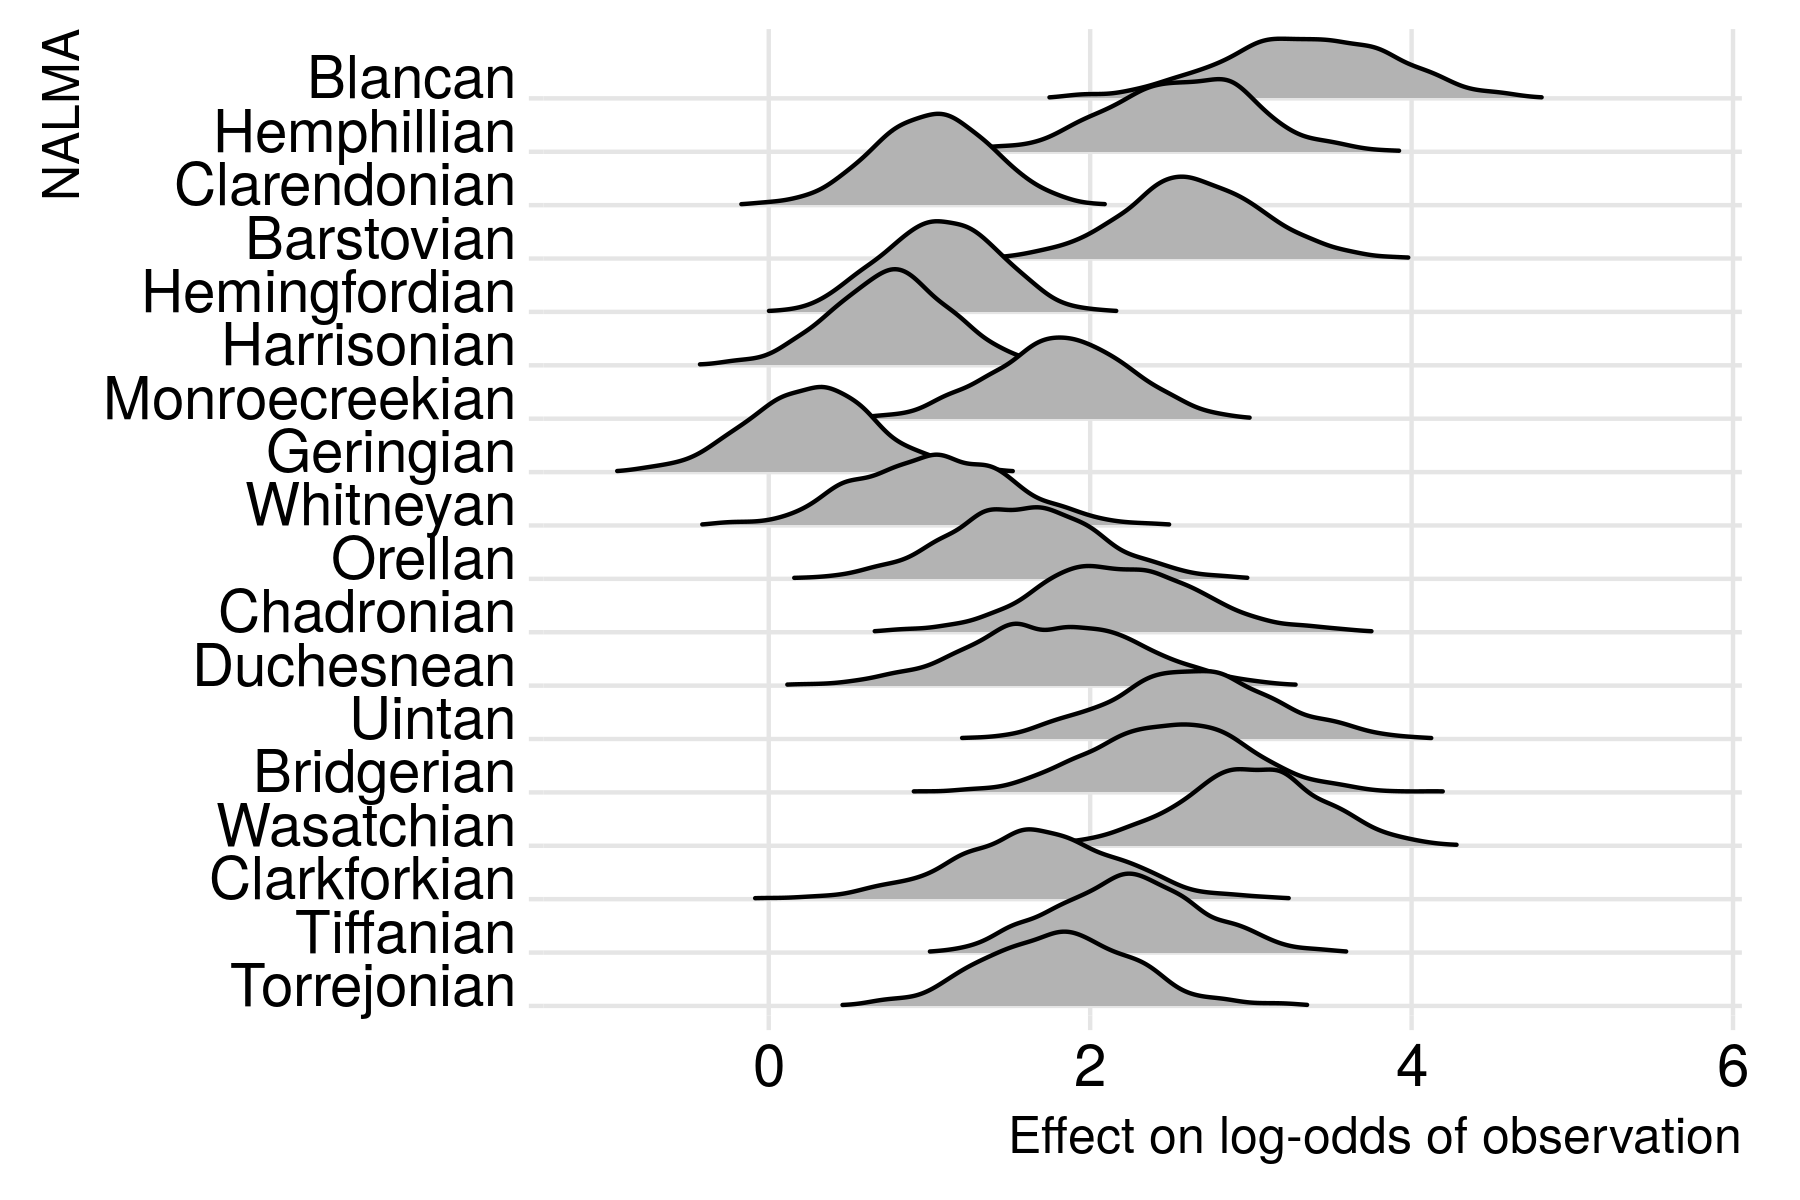 NALMA
Blancan
Hemphillian
Clarendonian
Barstovian
Hemingfordian
Harrisonian
Monroecreekian
Geringian
Whitneyan
Orellan
Chadronian
Duchesnean
Uintan
Bridgerian
Wasatchian
Clarkforkian
Tiffanian
Torrejonian
0 2 4 6
Effect on log-odds of observation